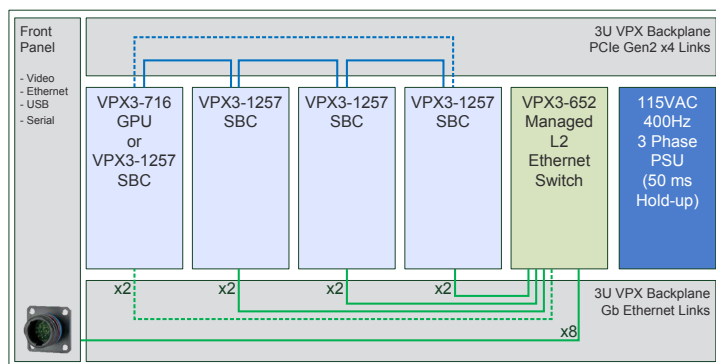 Front
Panel
- Video
- Ethernet
- USB
- Serial
3U VPX Backplane
PCIe Gen2 x4 Links
VPX3-716
GPU
or
VPX3-1257
SBC
VPX3-1257
SBC
VPX3-1257
SBC
VPX3-1257
SBC
VPX3-652
Managed
L2
Ethernet
Switch
115VAC
400Hz
3 Phase
PSU
(50 ms
Hold-up)
x2
x2
x2
x2
3U VPX Backplane
Gb Ethernet Links
x8